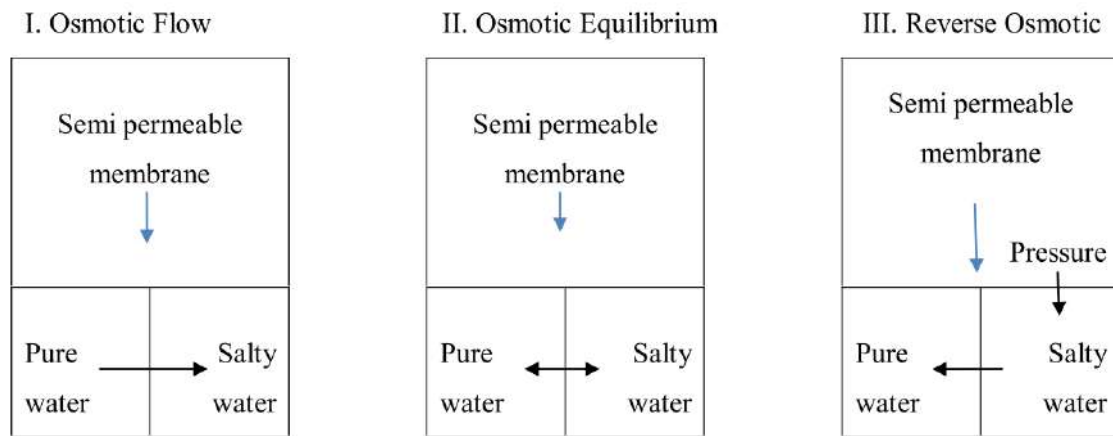 I. Osmotic Flow
Semi permeable
membrane
Pure
water
Salty
water
II. Osmotic Equilibrium
Semi permeable
membrane
Pure
water
Salty
water
III. Reverse Osmotic
Semi permeable
membrane
Pressure
Pure
water
Salty
water